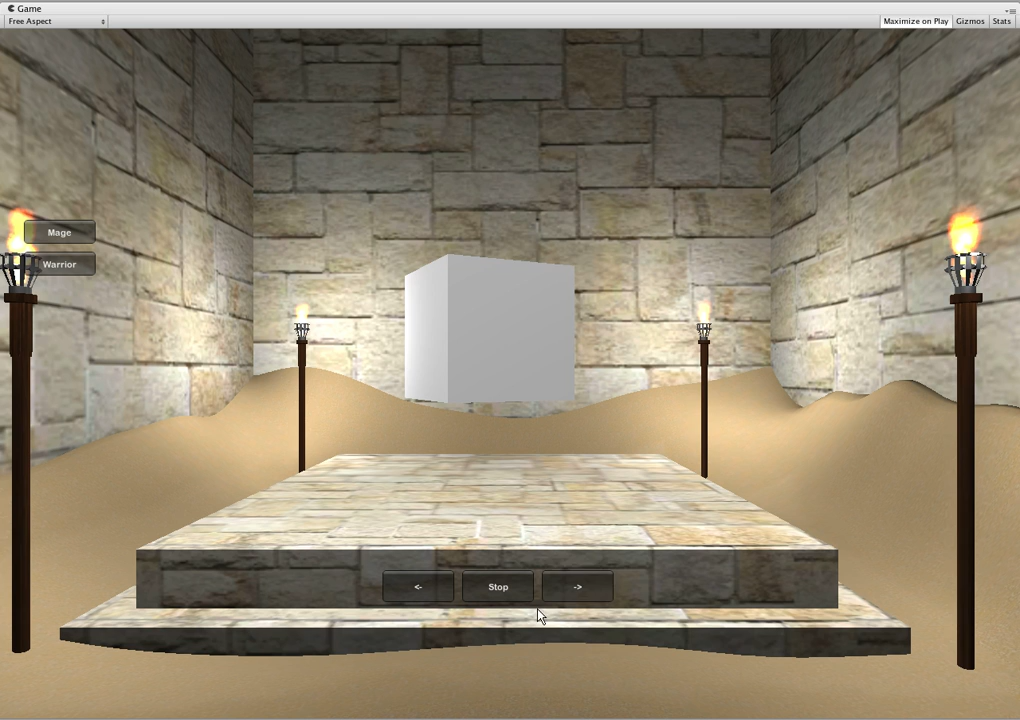 Game
Free Aspect
Maximize on Play Gizmos Stats
Mage
Warrior
<- Stop ->